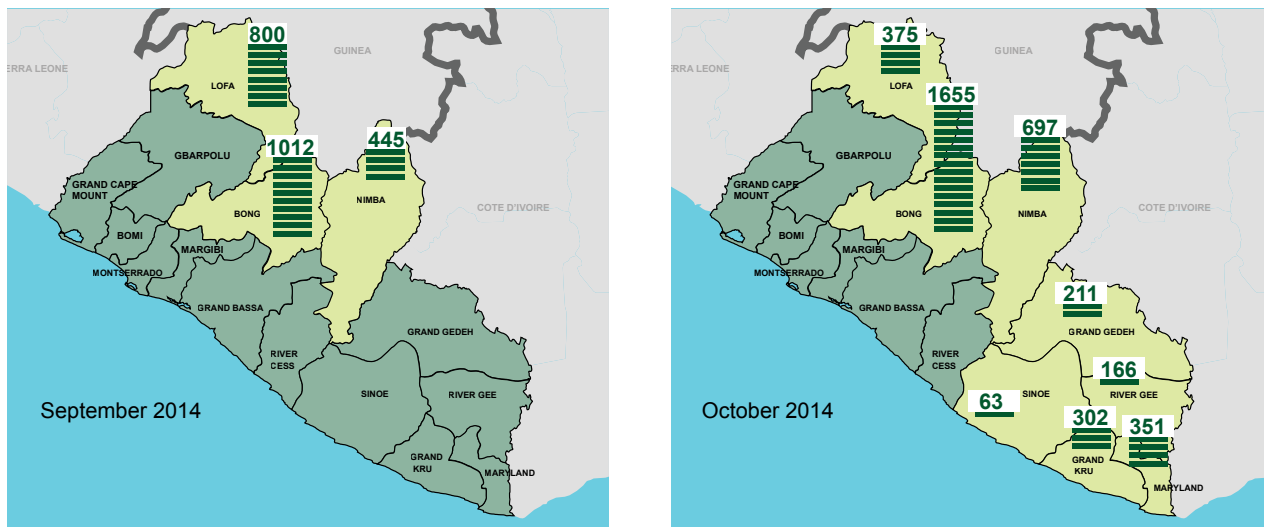 800
GUINEA
ERRA LEONE
LOFA
445
1012
GBARPOLU
GRAND CAPE
MOUNT
NIMBA
COTE D'IVOIRE
BONG
BOMI
MARGIBI
MONTSERRADO
GRAND BASSA
GRAND GEDEH
RIVER
CESS
SINOE
RIVER GEE
September 2014
GRAND
KRU
MARYLAND
375
GUINEA
ERRA LEONE
LOFA
1655
697
GBARPOLU
GRAND CAPE
MOUNT
COTE D'IVOIRE
BONG
NIMBA
BOMI
MARGIBI
MONTSERRADO
211
GRAND BASSA
GRAND GEDEH
RIVER
CESS
166
SINOE
RIVER GEE
63
October 2014
302
351
GRAND
KRU
MARYLAND